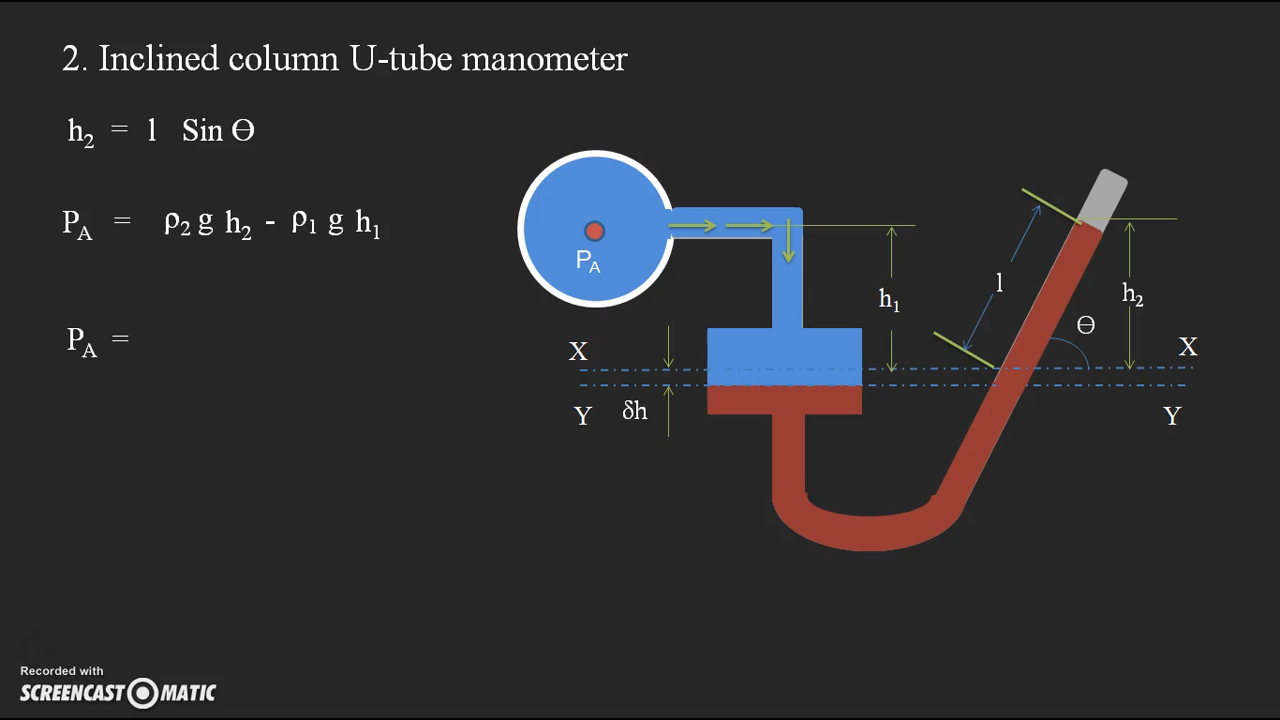 2. Inclined column U-tube manometer
h₂ = l Sin ϴ
P_A = ρ₂ g h₂ - ρ₁ g h₁
P_A =
P_A
h₁
l
h₂
ϴ
X
X
Y
δh
Y
Recorded with
SCREENCAST MATIC